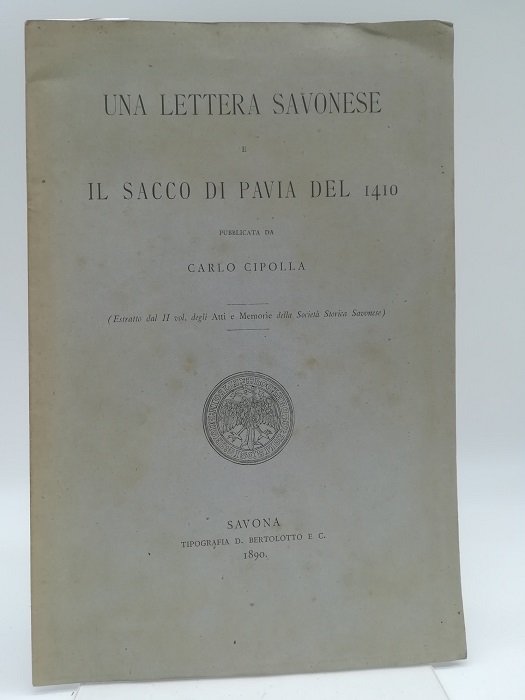 UNA LETTERA SAVONESE
E
IL SACCO DI PAVIA DEL 1410
PUBBLICATA DA
CARLO CIPOLLA
(Estratto dal II vol. degli Atti e Memorie della Società Storica Savonese)
SAVONA
TIPOGRAFIA D. BERTOLOTTO E C.
1890.